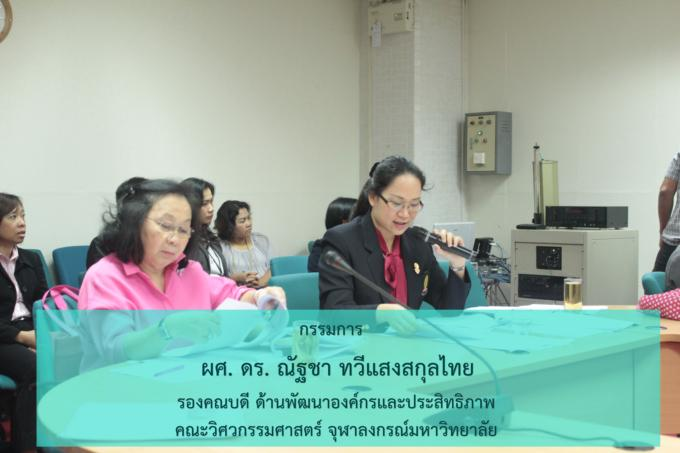 กรรมการ
ผศ. ดร. ณัฐชา ทวีแสงสกุลไทย
รองคณบดี ด้านพัฒนาองค์กรและประสิทธิภาพ
คณะวิศวกรรมศาสตร์ จุฬาลงกรณ์มหาวิทยาลัย